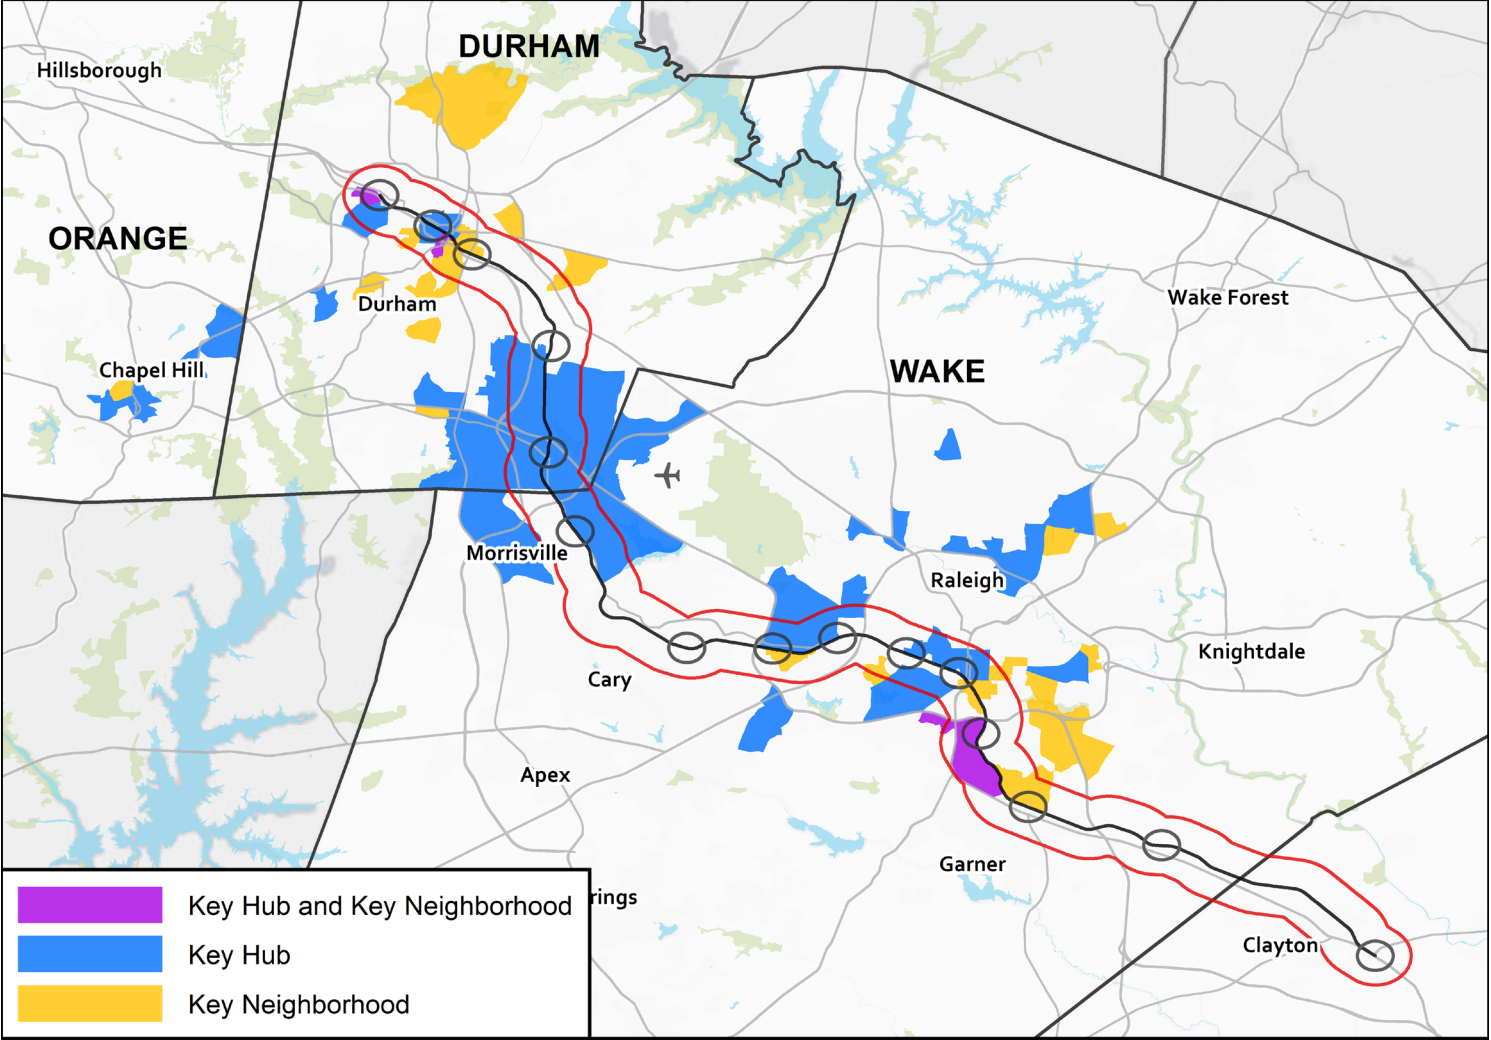 DURHAM
Hillsborough
ORANGE
Durham
Wake Forest
Chapel Hill
WAKE
Morrisville
Raleigh
Knightdale
Cary
Apex
Garner
rings
Clayton
Key Hub and Key Neighborhood
Key Hub
Key Neighborhood